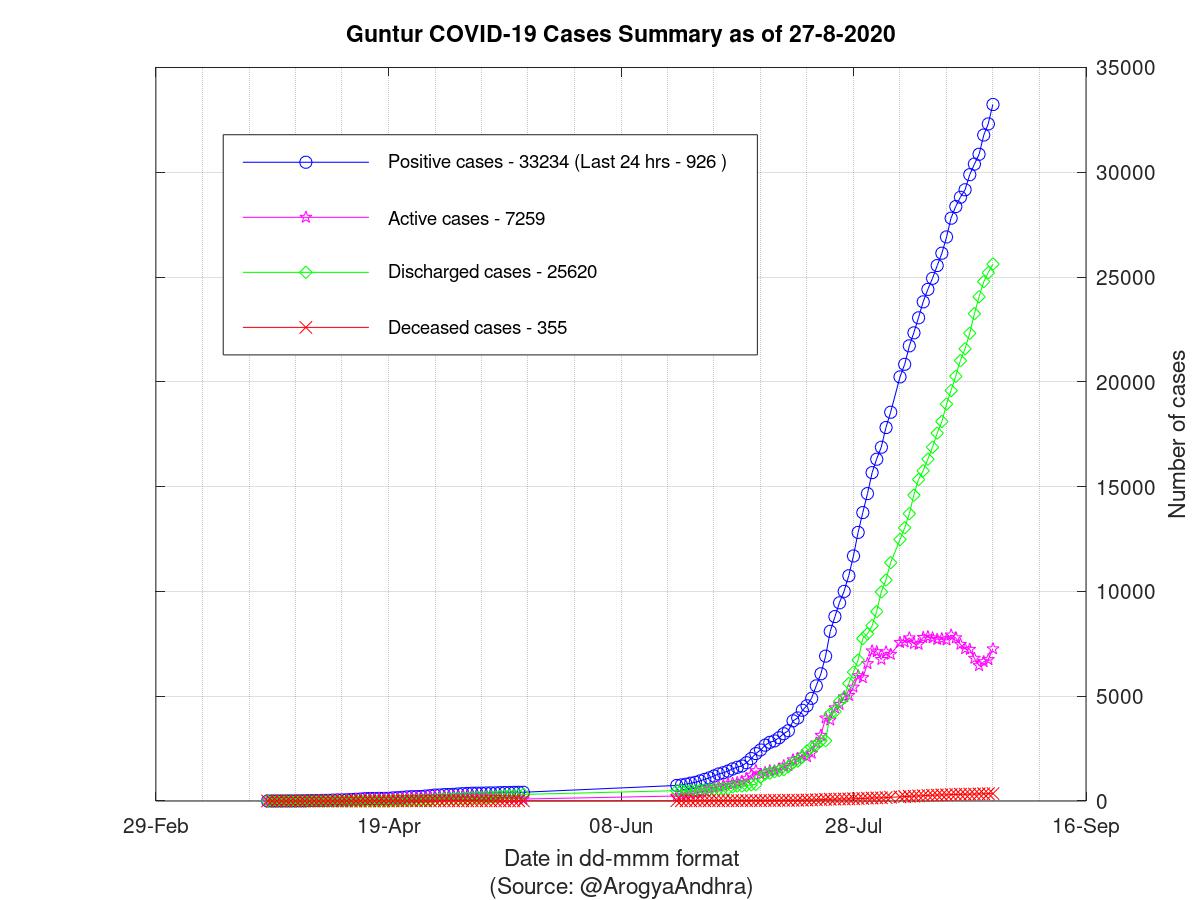 Guntur COVID-19 Cases Summary as of 27-8-2020
35000
30000
25000
20000
15000
10000
5000
0
Number of cases
Positive cases - 33234 (Last 24 hrs - 926 )
Active cases - 7259
Discharged cases - 25620
Deceased cases - 355
29-Feb 19-Apr 08-Jun 28-Jul 16-Sep
Date in dd-mmm format
(Source: @ArogyaAndhra)